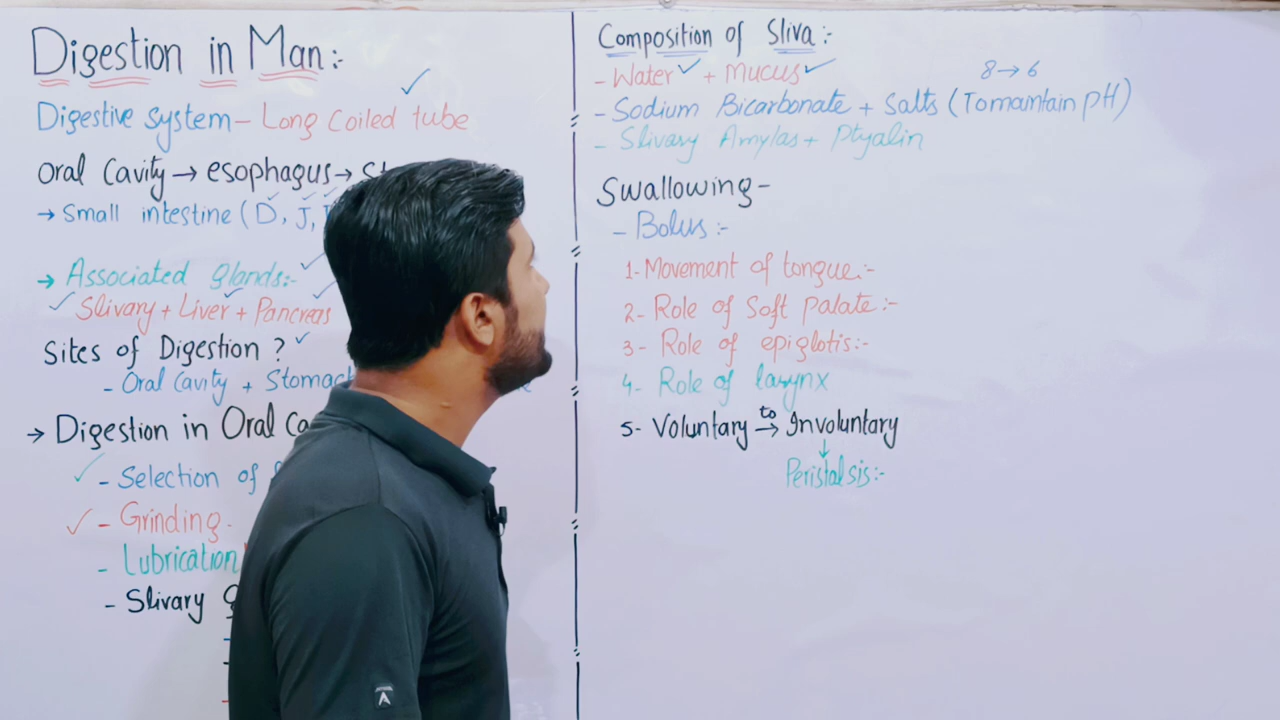 Digestion in Man:-
Digestive system - Long Coiled tube
Oral Cavity → esophagus →
→ Small intestine (D, J,
→ Associated glands:-
Slivary + Liver + Pancreas
Sites of Digestion ?
- Oral Cavity + Stomach
→ Digestion in Oral
- Selection of
- Grinding -
- Lubrication
- Slivary
Composition of Sliva :-
- Water + Mucus
8 → 6
- Sodium Bicarbonate + Salts (To maintain pH)
- Slivary Amylas + Ptyalin
Swallowing -
- Bolus :-
1- Movement of tongue:-
2- Role of Soft palate:-
3- Role of epiglotis:-
4- Role of larynx
5- Voluntary to → Involuntary
↓
Peristalsis:-